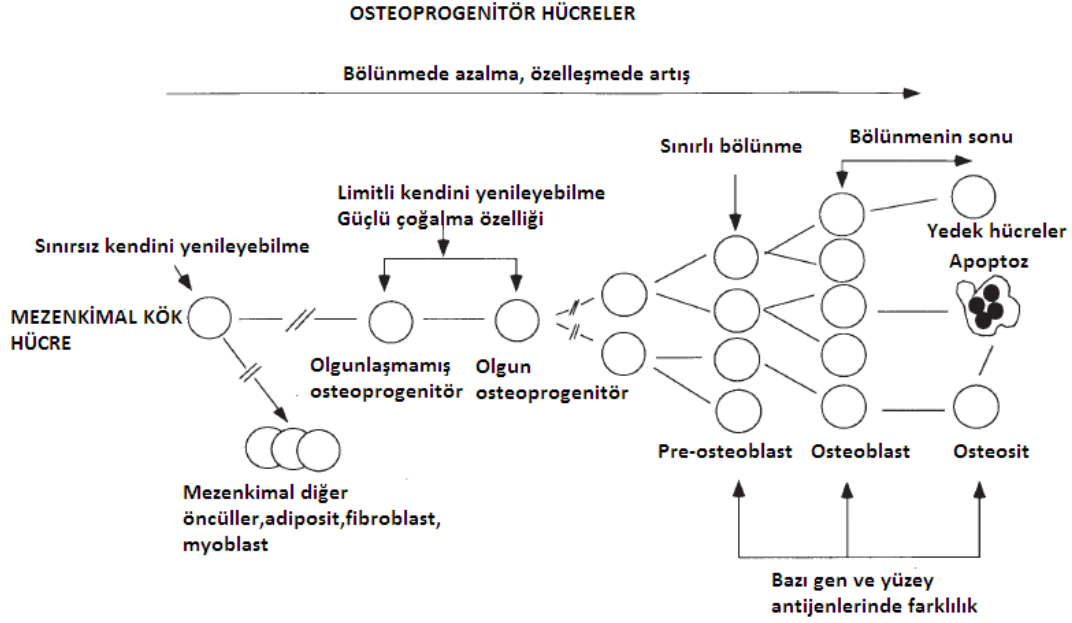 OSTEOPROGENİTÖR HÜCRELER
Bölünmede azalma, özelleşmede artış
Bölünmenin sonu
Sınırlı bölünme
Limitli kendini yenileyebilme
Güçlü çoğalma özelliği
Sınırsız kendini yenileyebilme
Yedek hücreler
Apoptoz
MEZENKİMAL KÖK
HÜCRE
Olgunlaşmamış
osteoprogenitör
Olgun
osteoprogenitör
Pre-osteoblast
Osteoblast
Osteosit
Mezenkimal diğer
öncüller,adiposit,fibroblast,
myoblast
Bazı gen ve yüzey
antijenlerinde farklılık